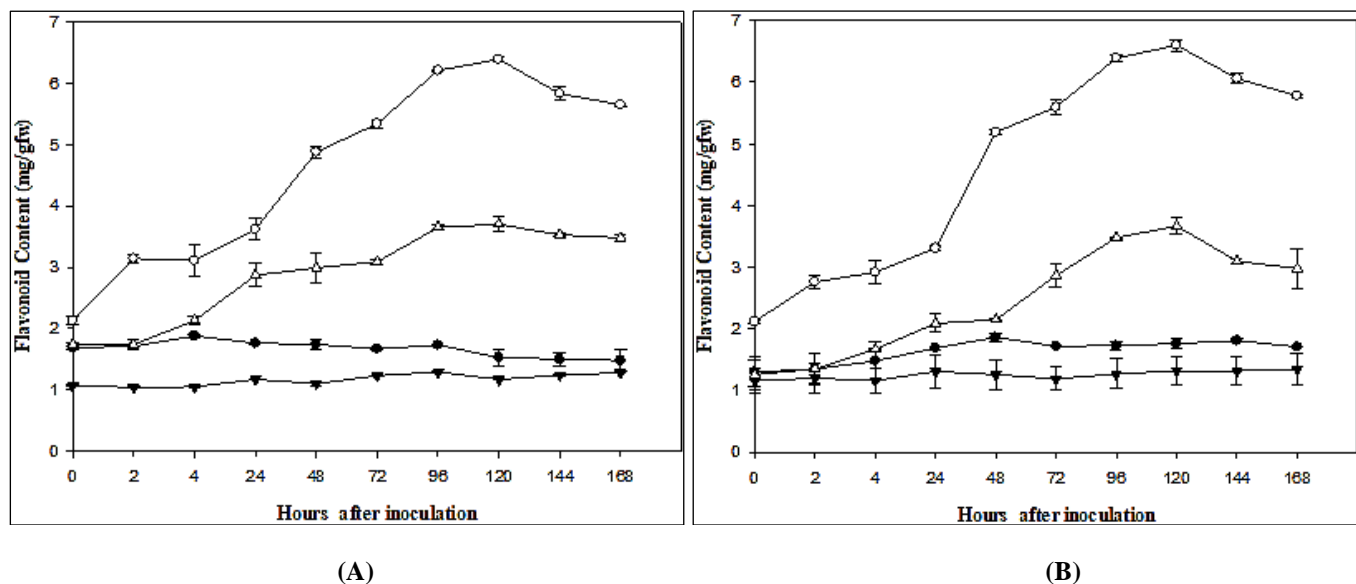 7
6
5
4
3
2
1
0
Flavonoid Content (mg/gfw)
0 2 4 24 48 72 96 120 144 168
Hours after inoculation
(A)
7
6
5
4
3
2
1
0
Flavonoid Content (mg/gfw)
0 2 4 24 48 72 96 120 144 168
Hours after inoculation
(B)